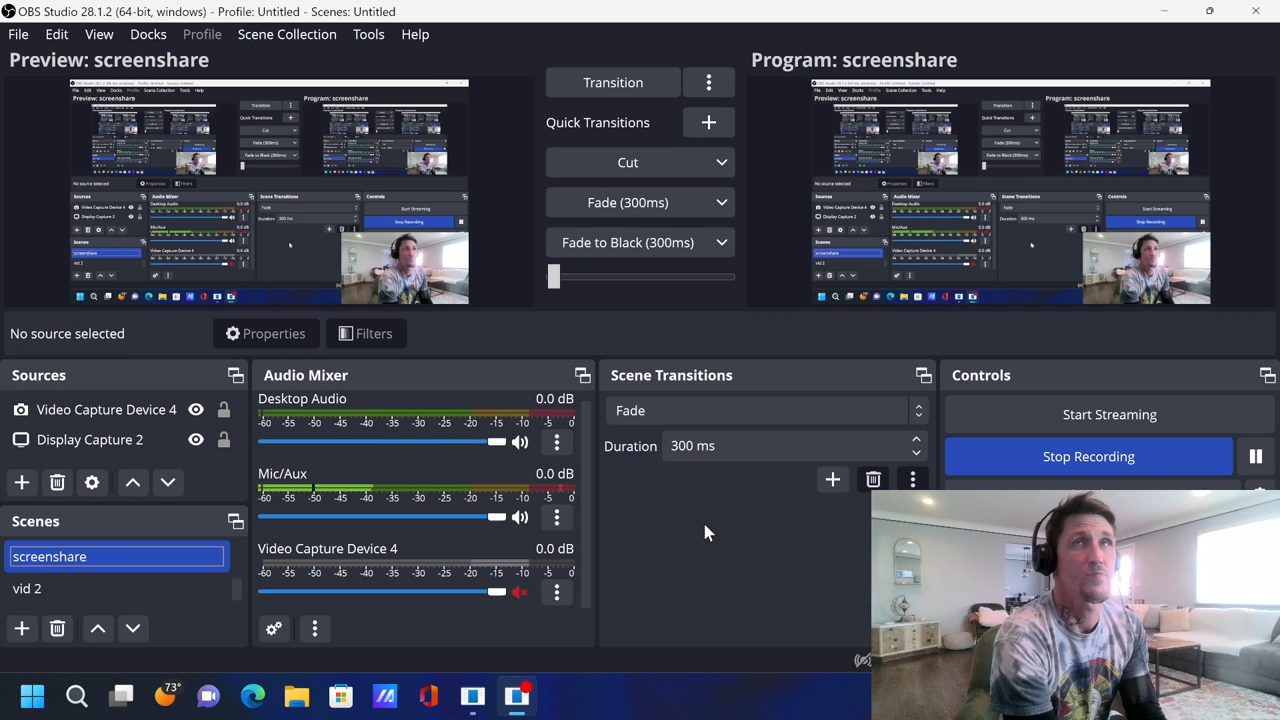 OBS Studio 28.1.2 (64-bit, windows) - Profile: Untitled - Scenes: Untitled
File Edit View Docks Profile Scene Collection Tools Help
Preview: screenshare
Program: screenshare
Transition
Quick Transitions
Cut
Fade (300ms)
Fade to Black (300ms)
No source selected
Properties
Filters
Sources
Video Capture Device 4
Display Capture 2
Scenes
screenshare
vid 2
Audio Mixer
Desktop Audio 0.0 dB
-60 -55 -50 -45 -40 -35 -30 -25 -20 -15 -10 -5 0
Mic/Aux 0.0 dB
-60 -55 -50 -45 -40 -35 -30 -25 -20 -15 -10 -5 0
Video Capture Device 4 0.0 dB
-60 -55 -50 -45 -40 -35 -30 -25 -20 -15 -10 -5 0
Scene Transitions
Fade
Duration 300 ms
Controls
Start Streaming
Stop Recording
73°